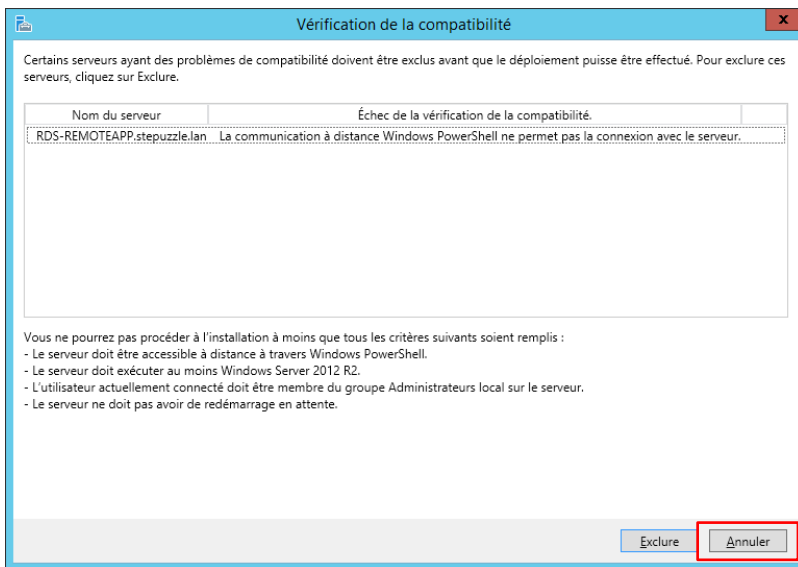 Vérification de la compatibilité
x
Certains serveurs ayant des problèmes de compatibilité doivent être exclus avant que le déploiement puisse être effectué. Pour exclure ces
serveurs, cliquez sur Exclure.
Nom du serveur Échec de la vérification de la compatibilité.
RDS-REMOTEAPP.stepuzzle.lan La communication à distance Windows PowerShell ne permet pas la connexion avec le serveur.
Vous ne pourrez pas procéder à l'installation à moins que tous les critères suivants soient remplis :
- Le serveur doit être accessible à distance à travers Windows PowerShell.
- Le serveur doit exécuter au moins Windows Server 2012 R2.
- L'utilisateur actuellement connecté doit être membre du groupe Administrateurs local sur le serveur.
- Le serveur ne doit pas avoir de redémarrage en attente.
Exclure Annuler